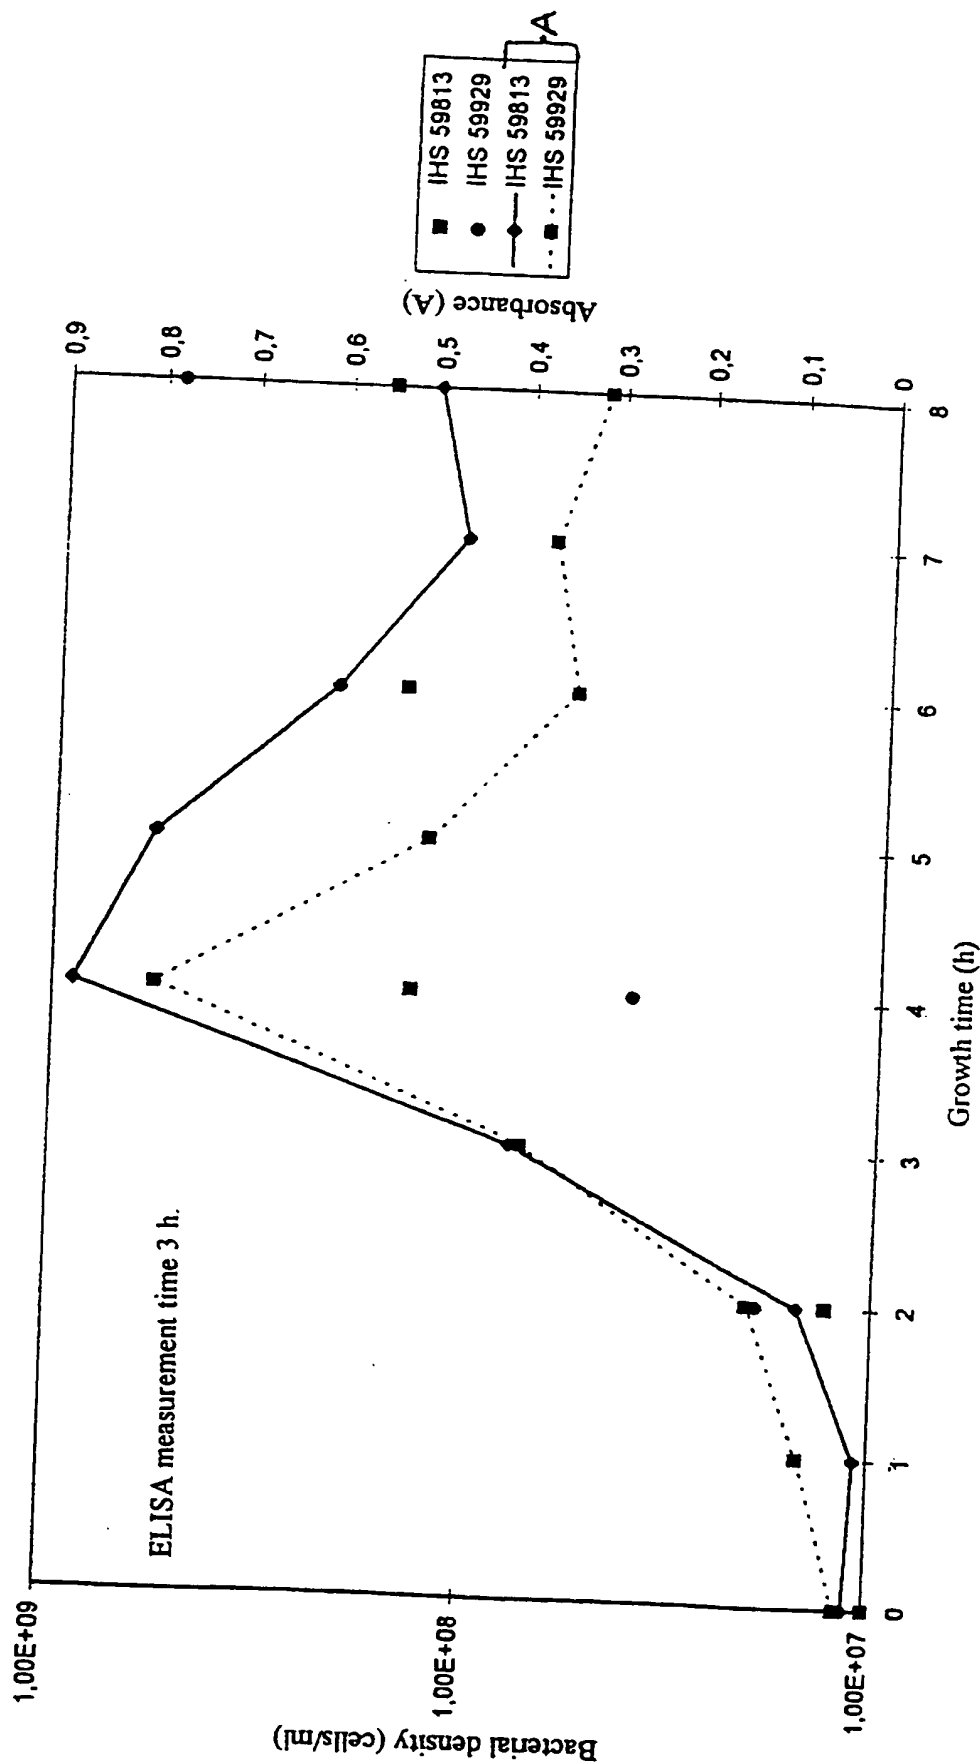 ELISA measurement time 3 h.
Bacterial density (cells/ml)
1,00E+09
1,00E+08
1,00E+07
0
1
2
3
4
5
6
7
8
Growth time (h)
0,9
0,8
0,7
0,6
0,5
0,4
0,3
0,2
0,1
0
Absorbance (A)
IHS 59813
IHS 59929
IHS 59813
IHS 59929
A